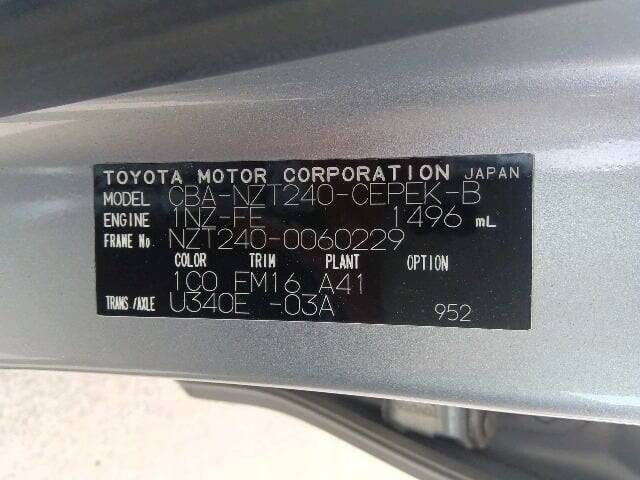 TOYOTA MOTOR CORPORATION JAPAN
MODEL CBA-NZT240-CEPEK-B
ENGINE 1NZ-FE 1496 mL
FRAME No. NZT240-0060229
COLOR TRIM PLANT OPTION
1C0 FM16 A41
TRANS./AXLE U340E -03A 952